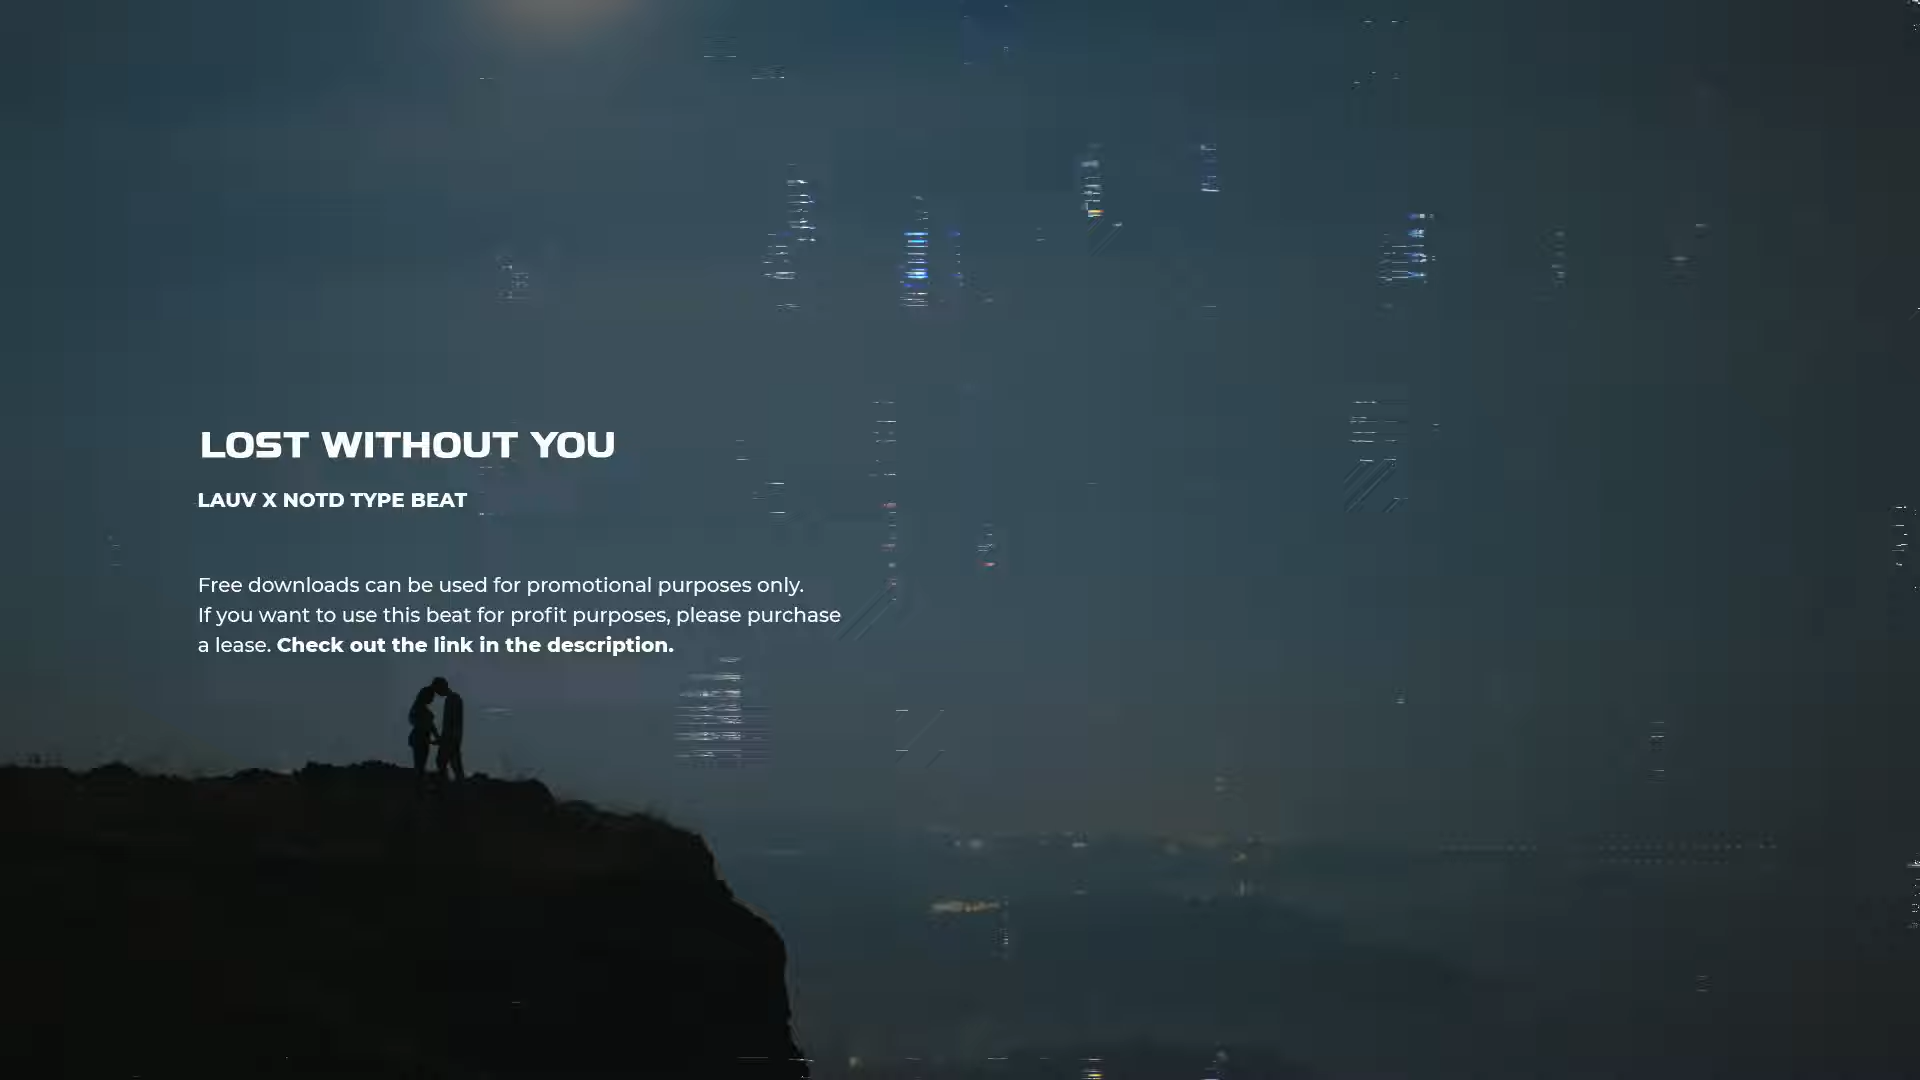 LOST WITHOUT YOU
LAUV X NOTD TYPE BEAT
Free downloads can be used for promotional purposes only.
If you want to use this beat for profit purposes, please purchase
a lease. Check out the link in the description.